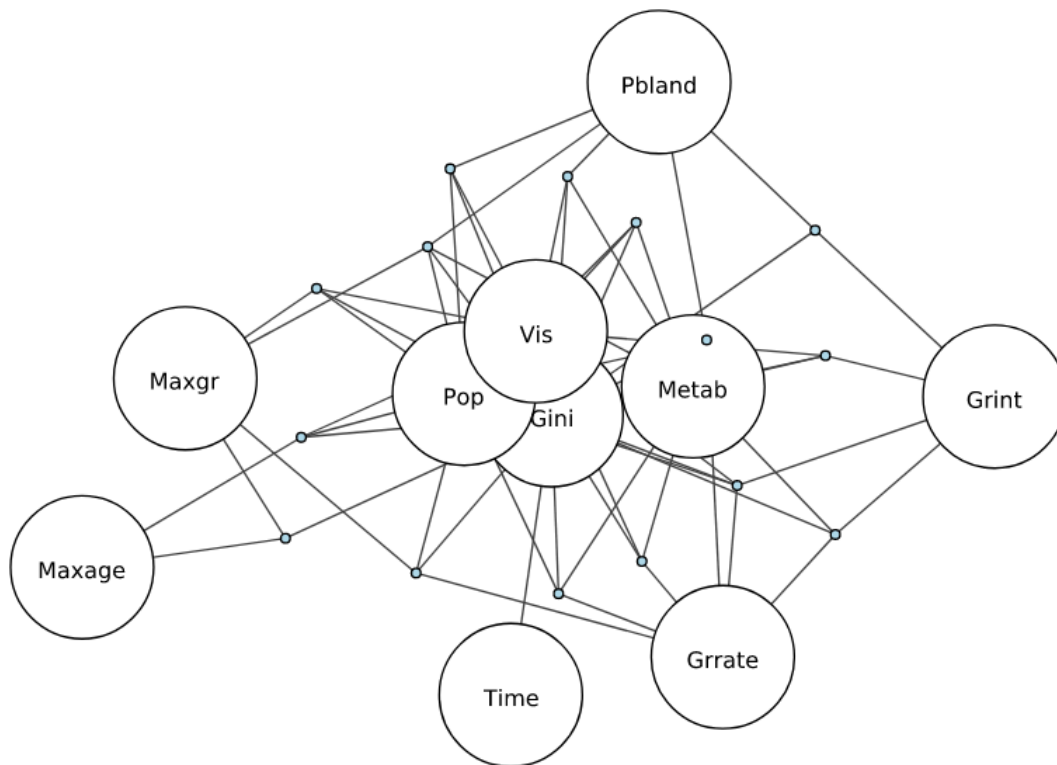 Pbland
Vis
Maxgr
Pop
Metab
Grint
Gini
Maxage
Grrate
Time